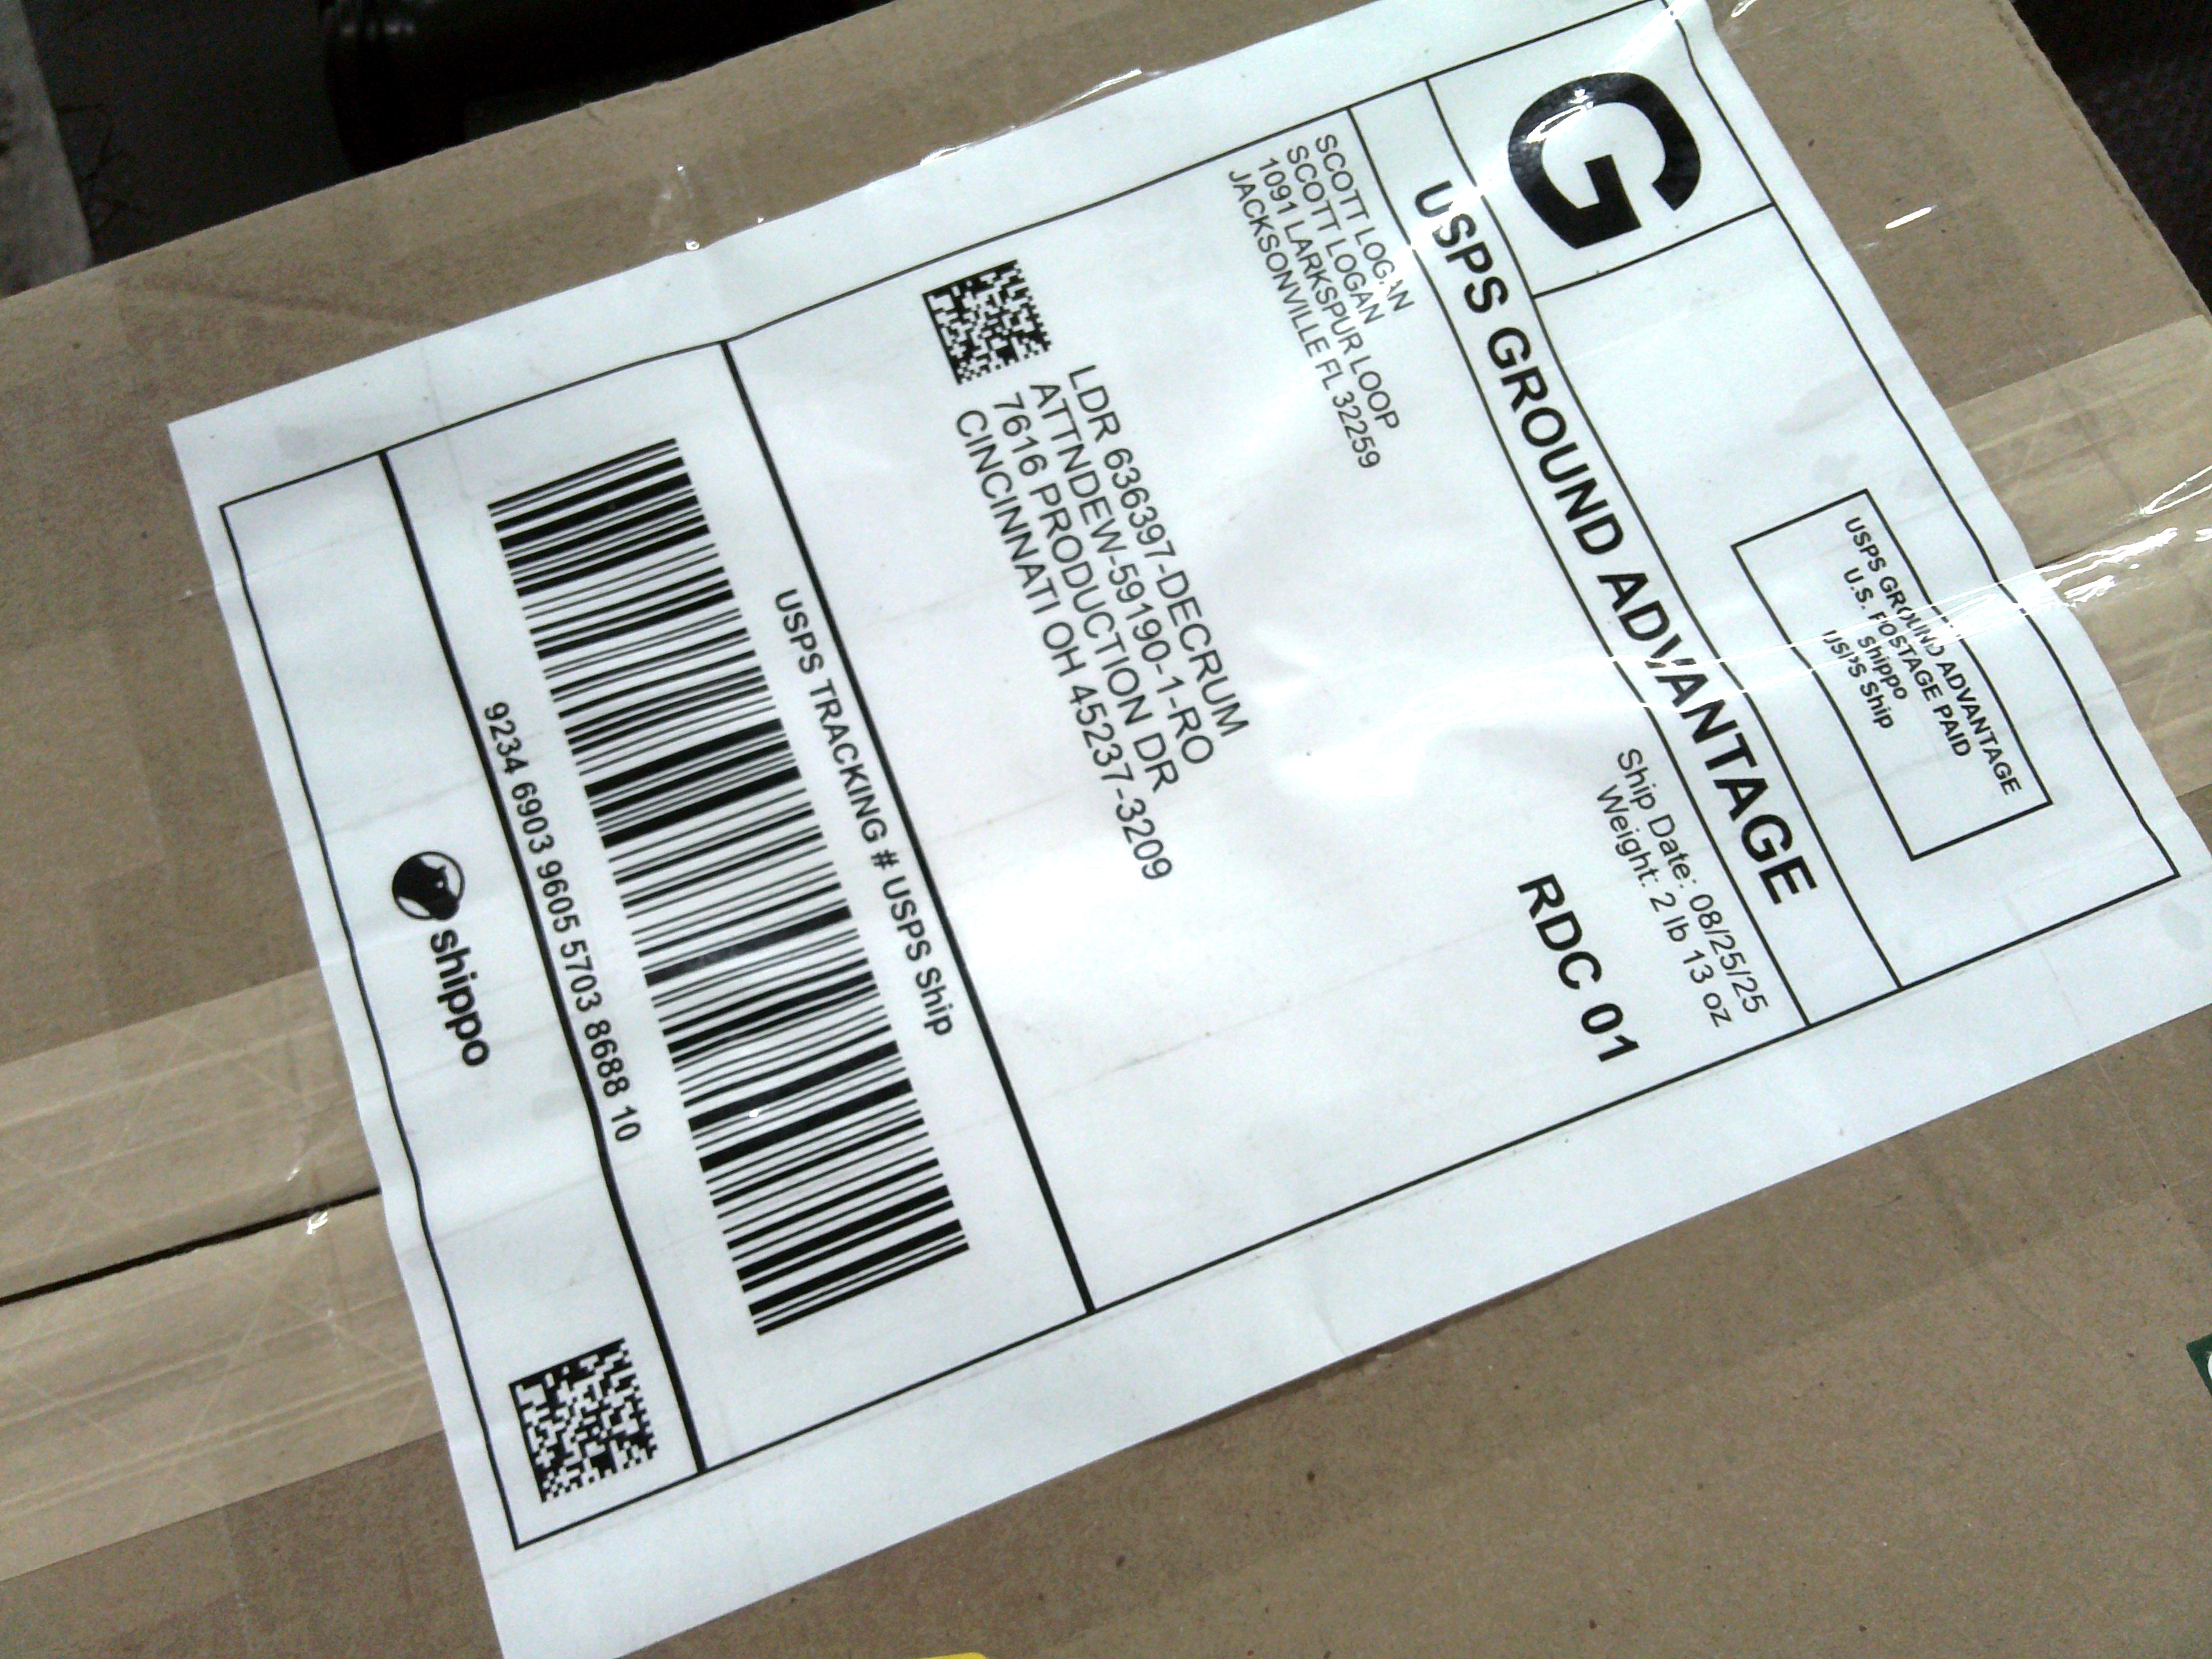 G
USPS GROUND ADVANTAGE
U.S. POSTAGE PAID
Shippo
USPS Ship
USPS GROUND ADVANTAGE
SCOTT LOGAN
SCOTT LOGAN
1091 LARKSPUR LOOP
JACKSONVILLE FL 32259
Ship Date: 08/25/25
Weight: 2 lb 13 oz
RDC 01
LDR 636397-DECRUM
ATTNDEW-59190-1-RO
7616 PRODUCTION DR
CINCINNATI OH 45237-3209
USPS TRACKING # USPS Ship
9234 6903 9605 5703 8688 10
shippo